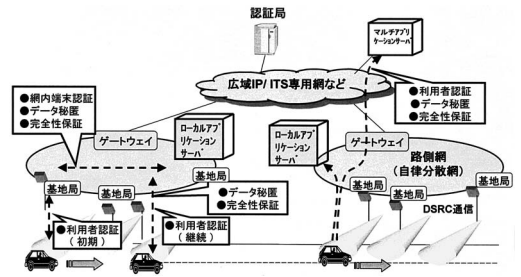 認証局
マルチアプリ
ケーションサーバ
広域IP/ ITS専用網など
●網内端末認証
●データ秘匿
●完全性保証
●利用者認証
●データ秘匿
●完全性保証
ゲートウェイ
ローカルアプ
リケーション
サーバ
ローカルアプ
リケーション
サーバ
ゲートウェイ
路側網
(自律分散網)
基地局
基地局
基地局
●データ秘匿
●完全性保証
基地局
基地局
基地局
DSRC通信
●利用者認証
(初期)
●利用者認証
(継続)